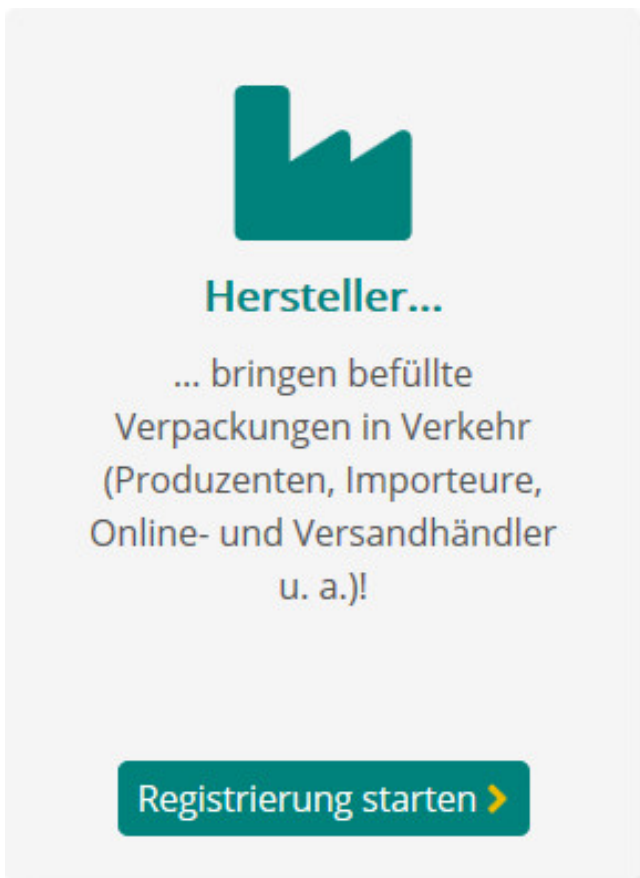 Hersteller...
... bringen befüllte
Verpackungen in Verkehr
(Produzenten, Importeure,
Online- und Versandhändler
u. a.)!
Registrierung starten